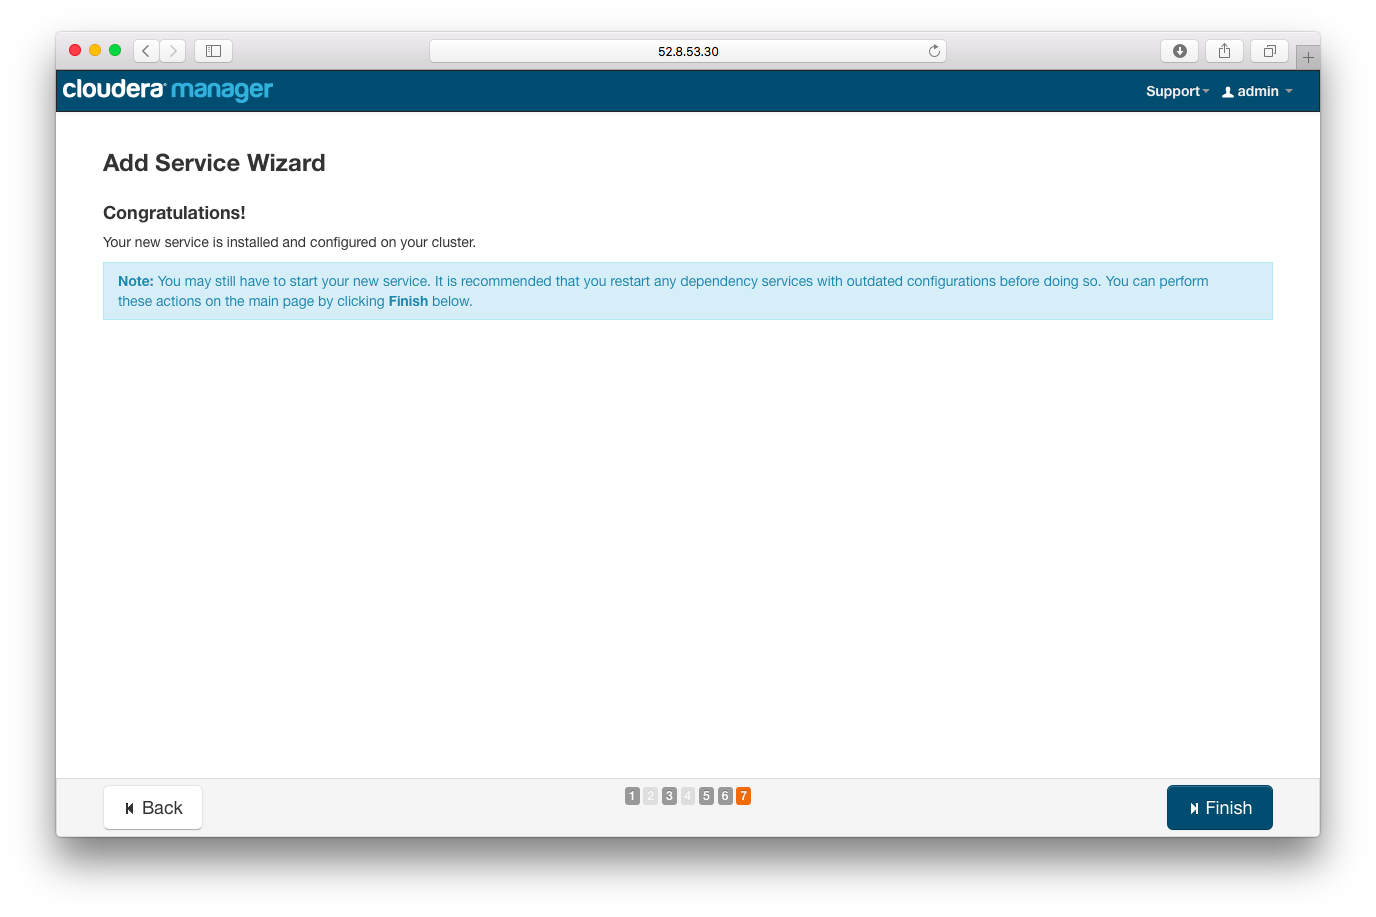 52.8.53.30
cloudera manager
Support admin
Add Service Wizard
Congratulations!
Your new service is installed and configured on your cluster.
Note: You may still have to start your new service. It is recommended that you restart any dependency services with outdated configurations before doing so. You can perform
these actions on the main page by clicking Finish below.
Back
1 2 3 4 5 6 7
Finish